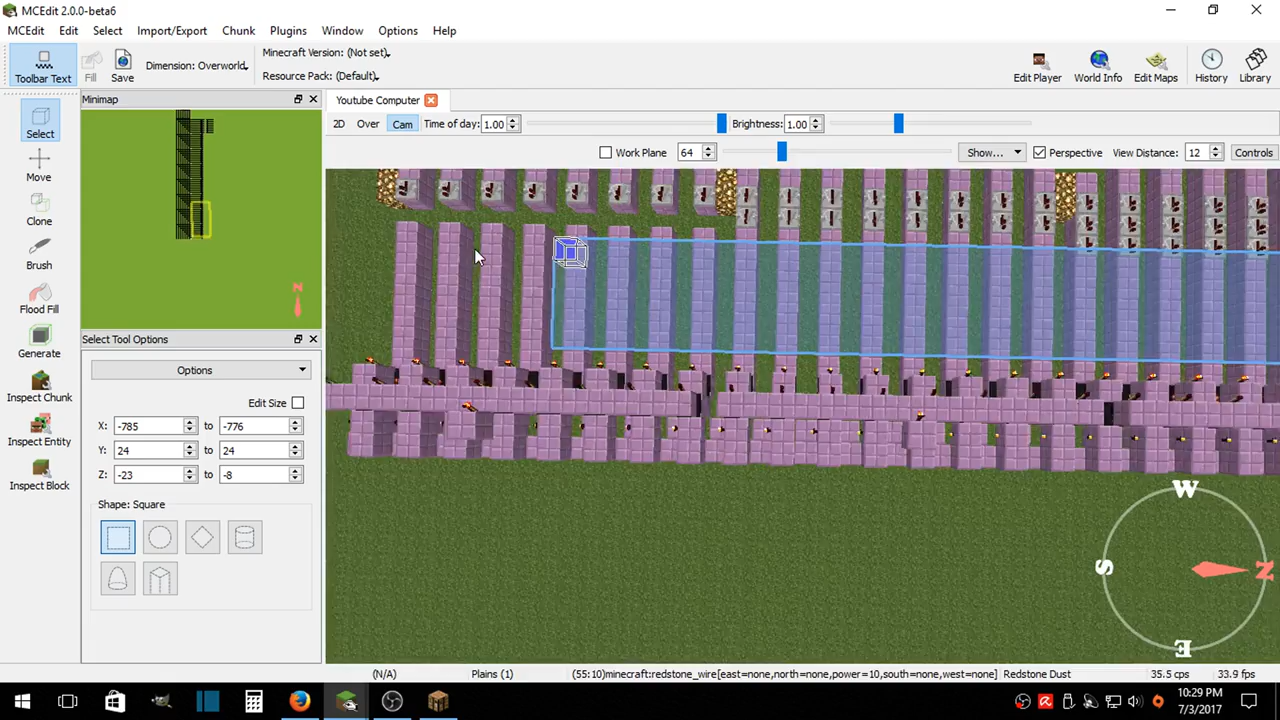 MCEdit 2.0.0-beta6
MCEdit Edit Select Import/Export Chunk Plugins Window Options Help
Toolbar Text
Fill
Save
Dimension: Overworld
Minecraft Version: (Not set)
Resource Pack: (Default)
Edit Player
World Info
Edit Maps
History
Library
Minimap
Youtube Computer
2D Over Cam Time of day: 1.00 Brightness: 1.00
Work Plane 64 Show... Perspective View Distance: 12 Controls
Select
Move
Clone
Brush
Flood Fill
Generate
Inspect Chunk
Inspect Entity
Inspect Block
N
Select Tool Options
Options
Edit Size
X: -785 to -776
Y: 24 to 24
Z: -23 to -8
Shape: Square
W
S
N
E
(N/A) Plains (1) (55:10)minecraft:redstone_wire[east=none,north=none,power=10,south=none,west=none] Redstone Dust 35.5 cps 33.9 fps
10:29 PM
7/3/2017